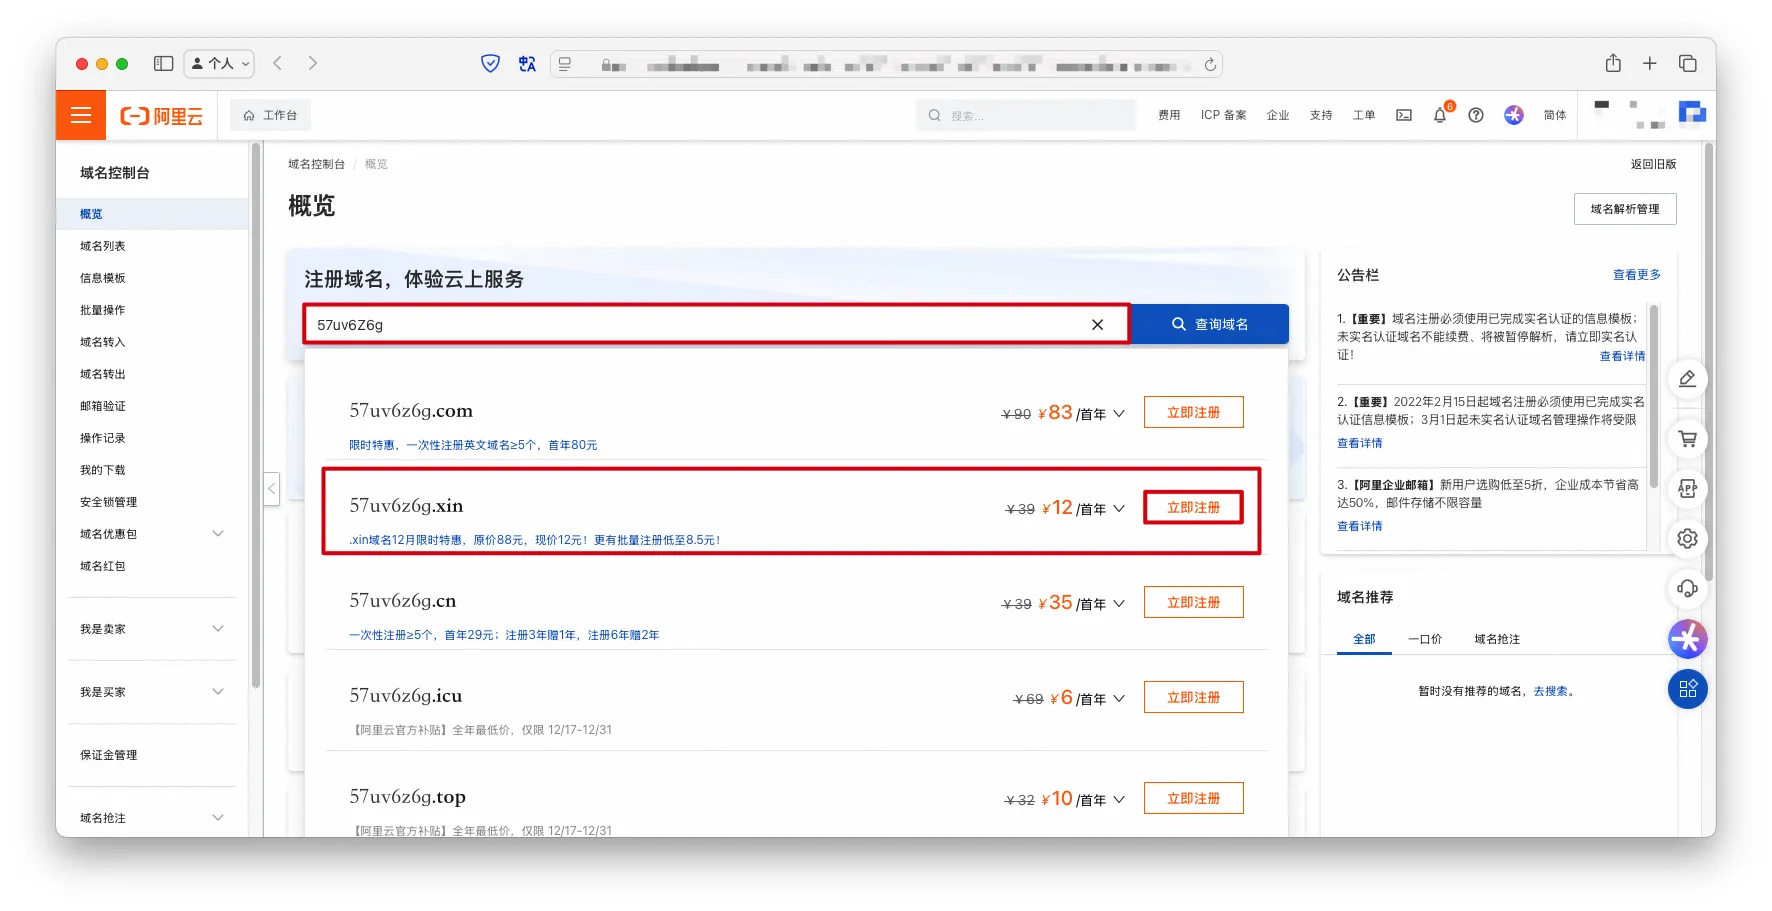 个人
阿里云
工作台
搜索...
费用
ICP 备案
企业
支持
工单
6
简体
域名控制台
概览
域名列表
信息模板
批量操作
域名转入
域名转出
邮箱验证
操作记录
我的下载
安全锁管理
域名优惠包
域名红包
我是卖家
我是买家
保证金管理
域名抢注
域名控制台 / 概览
返回旧版
概览
域名解析管理
注册域名，体验云上服务
57uv6Z6g
查询域名
57uv6z6g.com
¥90 ¥83/首年
立即注册
限时特惠，一次性注册英文域名≥5个，首年80元
57uv6z6g.xin
¥39 ¥12/首年
立即注册
.xin域名12月限时特惠，原价88元，现价12元！更有批量注册低至8.5元！
57uv6z6g.cn
¥39 ¥35/首年
立即注册
一次性注册≥5个，首年29元；注册3年赠1年，注册6年赠2年
57uv6z6g.icu
¥69 ¥6/首年
立即注册
【阿里云官方补贴】全年最低价，仅限 12/17-12/31
57uv6z6g.top
¥32 ¥10/首年
立即注册
【阿里云官方补贴】全年最低价，仅限 12/17-12/31
公告栏
查看更多
1.【重要】域名注册必须使用已完成实名认证的信息模板；
未实名认证域名不能续费、将被暂停解析，请立即实名认
证！
查看详情
2.【重要】2022年2月15日起域名注册必须使用已完成实名
认证信息模板；3月1日起未实名认证域名管理操作将受限
查看详情
3.【阿里企业邮箱】新用户选购低至5折，企业成本节省高
达50%，邮件存储不限容量
查看详情
域名推荐
全部
一口价
域名抢注
暂时没有推荐的域名，去搜索。
APP